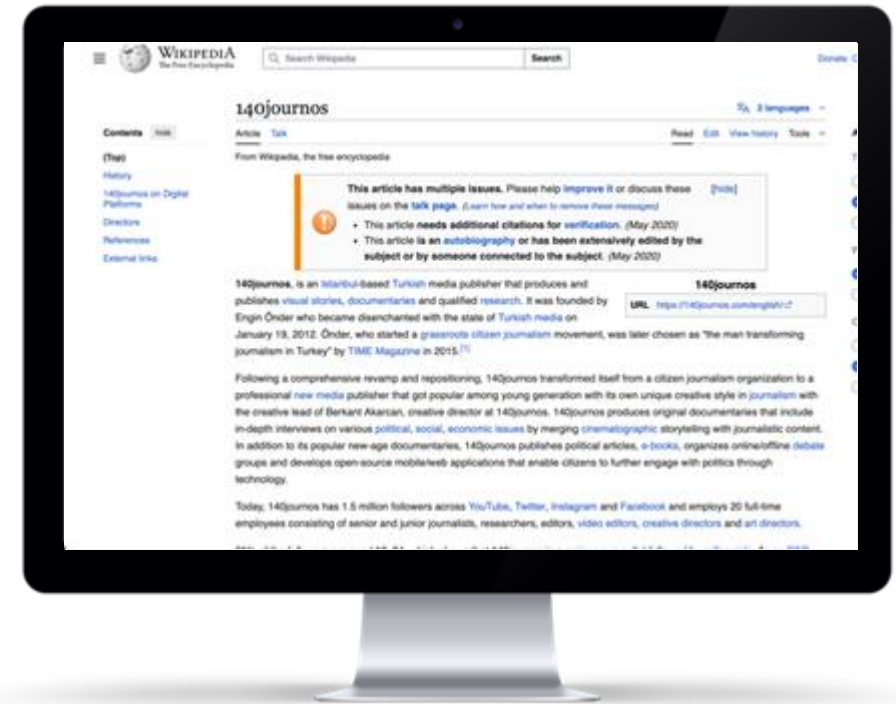 WIKIPEDIA
The Free Encyclopedia
Search Wikipedia
Search
Donate
140journos
2 languages
Contents hide
(Top)
History
140journos on Digital
Platforms
Directors
References
External links
Article Talk
Read Edit View history Tools
From Wikipedia, the free encyclopedia
This article has multiple issues. Please help improve it or discuss these [hide]
issues on the talk page. (Learn how and when to remove these messages)
• This article needs additional citations for verification. (May 2020)
• This article is an autobiography or has been extensively edited by the
subject or by someone connected to the subject. (May 2020)
140journos
URL https://140journos.com/english/
140journos, is an Istanbul-based Turkish media publisher that produces and
publishes visual stories, documentaries and qualified research. It was founded by
Engin Önder who became disenchanted with the state of Turkish media on
January 19, 2012. Önder, who started a grassroots citizen journalism movement, was later chosen as "the man transforming
journalism in Turkey" by TIME Magazine in 2015.[1]
Following a comprehensive revamp and repositioning, 140journos transformed itself from a citizen journalism organization to a
professional new media publisher that got popular among young generation with its own unique creative style in journalism with
the creative lead of Berkant Akarcan, creative director at 140journos. 140journos produces original documentaries that include
in-depth interviews on various political, social, economic issues by merging cinematographic storytelling with journalistic content.
In addition to its popular new-age documentaries, 140journos publishes political articles, e-books, organizes online/offline debate
groups and develops open-source mobile/web applications that enable citizens to further engage with politics through
technology.
Today, 140journos has 1.5 million followers across YouTube, Twitter, Instagram and Facebook and employs 20 full-time
employees consisting of senior and junior journalists, researchers, editors, video editors, creative directors and art directors.